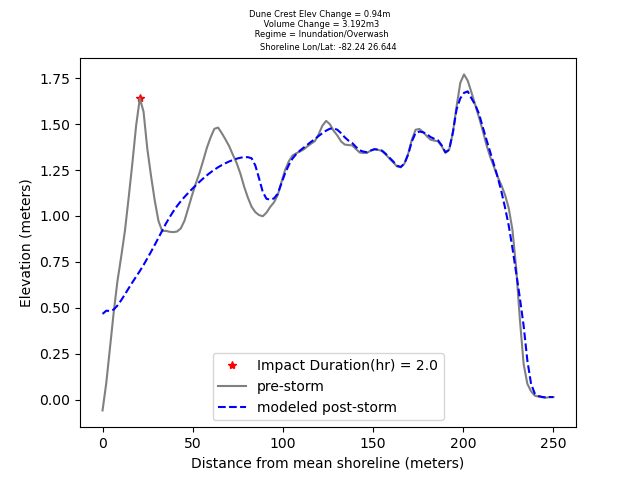 Dune Crest Elev Change = 0.94m
Volume Change = 3.192m3
Regime = Inundation/Overwash
Shoreline Lon/Lat: -82.24 26.644
1.75
1.50
1.25
1.00
0.75
0.50
0.25
0.00
Elevation (meters)
Impact Duration(hr) = 2.0
pre-storm
modeled post-storm
0 50 100 150 200 250
Distance from mean shoreline (meters)